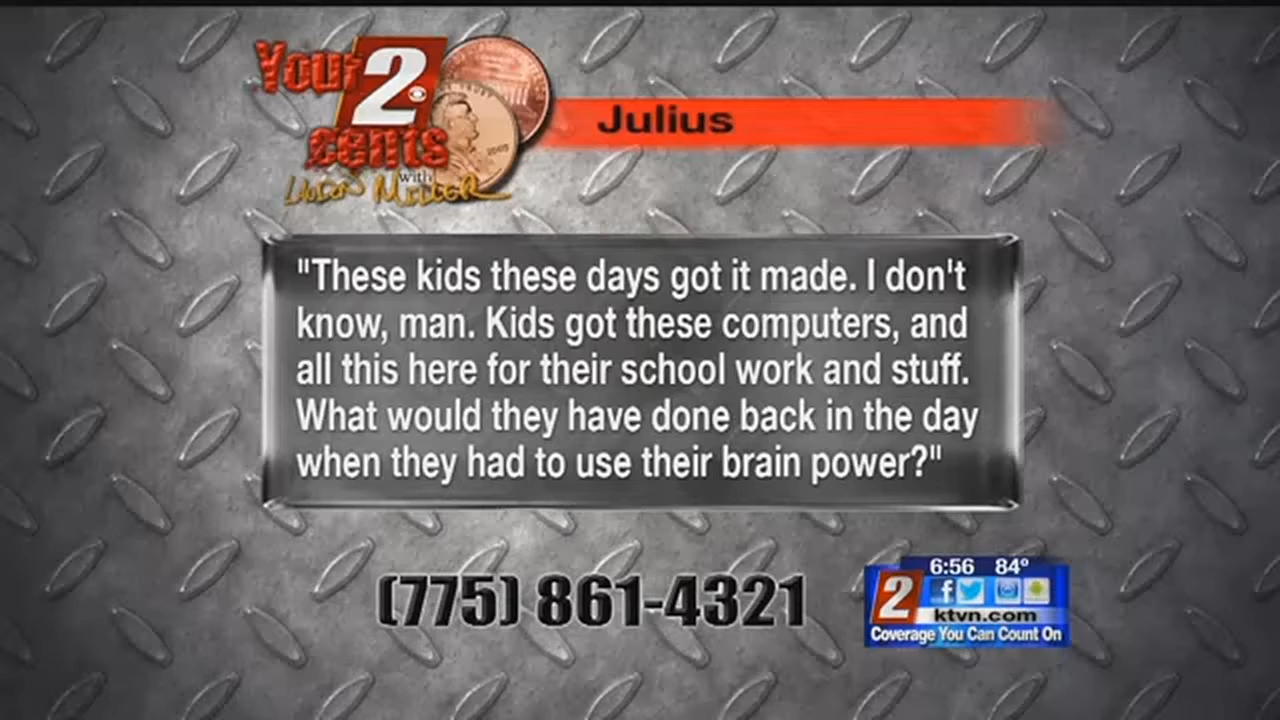 Your 2
cents
with
MILLER
Julius
"These kids these days got it made. I don't
know, man. Kids got these computers, and
all this here for their school work and stuff.
What would they have done back in the day
when they had to use their brain power?"
(775) 861-4321
6:56 84°
2
ktvn.com
Coverage You Can Count On